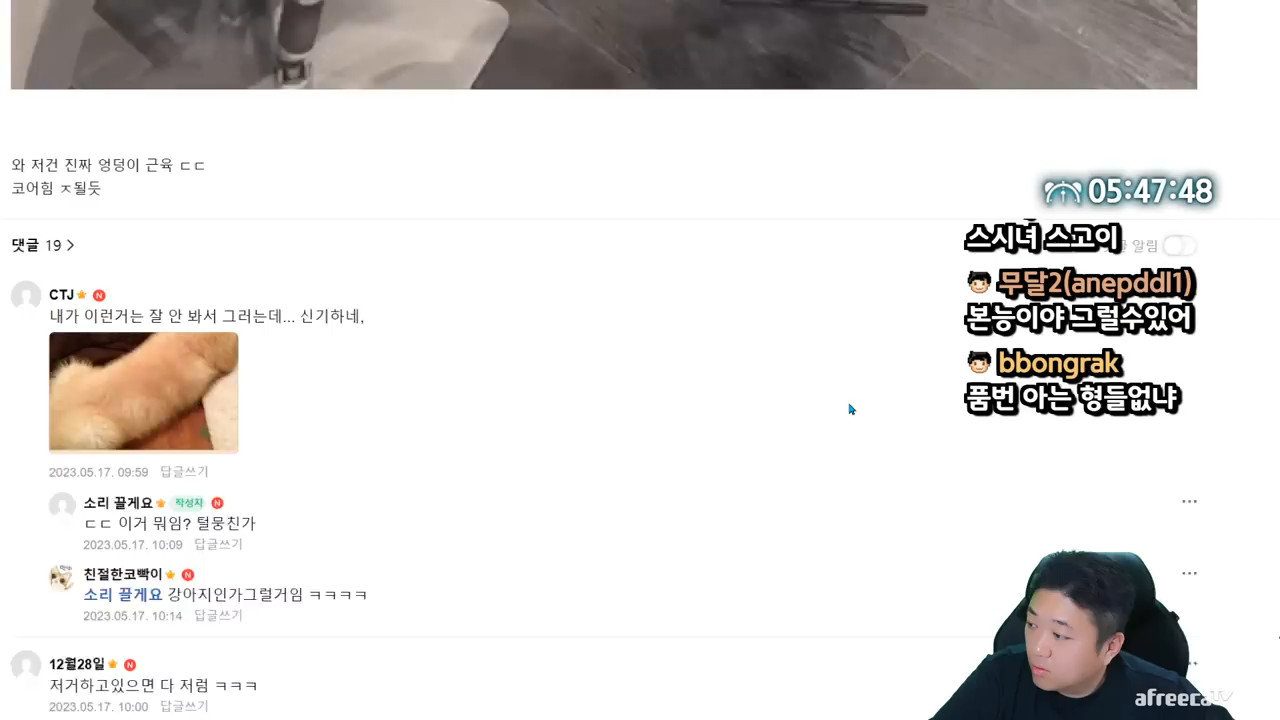 와 저건 진짜 엉덩이 근육 ㄷㄷ
코어힘 ㅈ될듯
05:47:48
댓글 19 >
알림
스시녀 스고이
무달2(anepddl1)
본능이야 그럴수있어
bbongrak
품번 아는 형들없냐
CTJ N
내가 이런거는 잘 안 봐서 그러는데... 신기하네,
2023.05.17. 09:59 답글쓰기
소리 끌게요 작성자 N
ㄷㄷ 이거 뭐임? 털뭉친가
2023.05.17. 10:09 답글쓰기
친절한코빡이 N
소리 끌게요 강아지인가그럴거임 ㅋㅋㅋㅋ
2023.05.17. 10:14 답글쓰기
12월28일 N
저거하고있으면 다 저럼 ㅋㅋㅋ
2023.05.17. 10:00 답글쓰기
afreecaTV